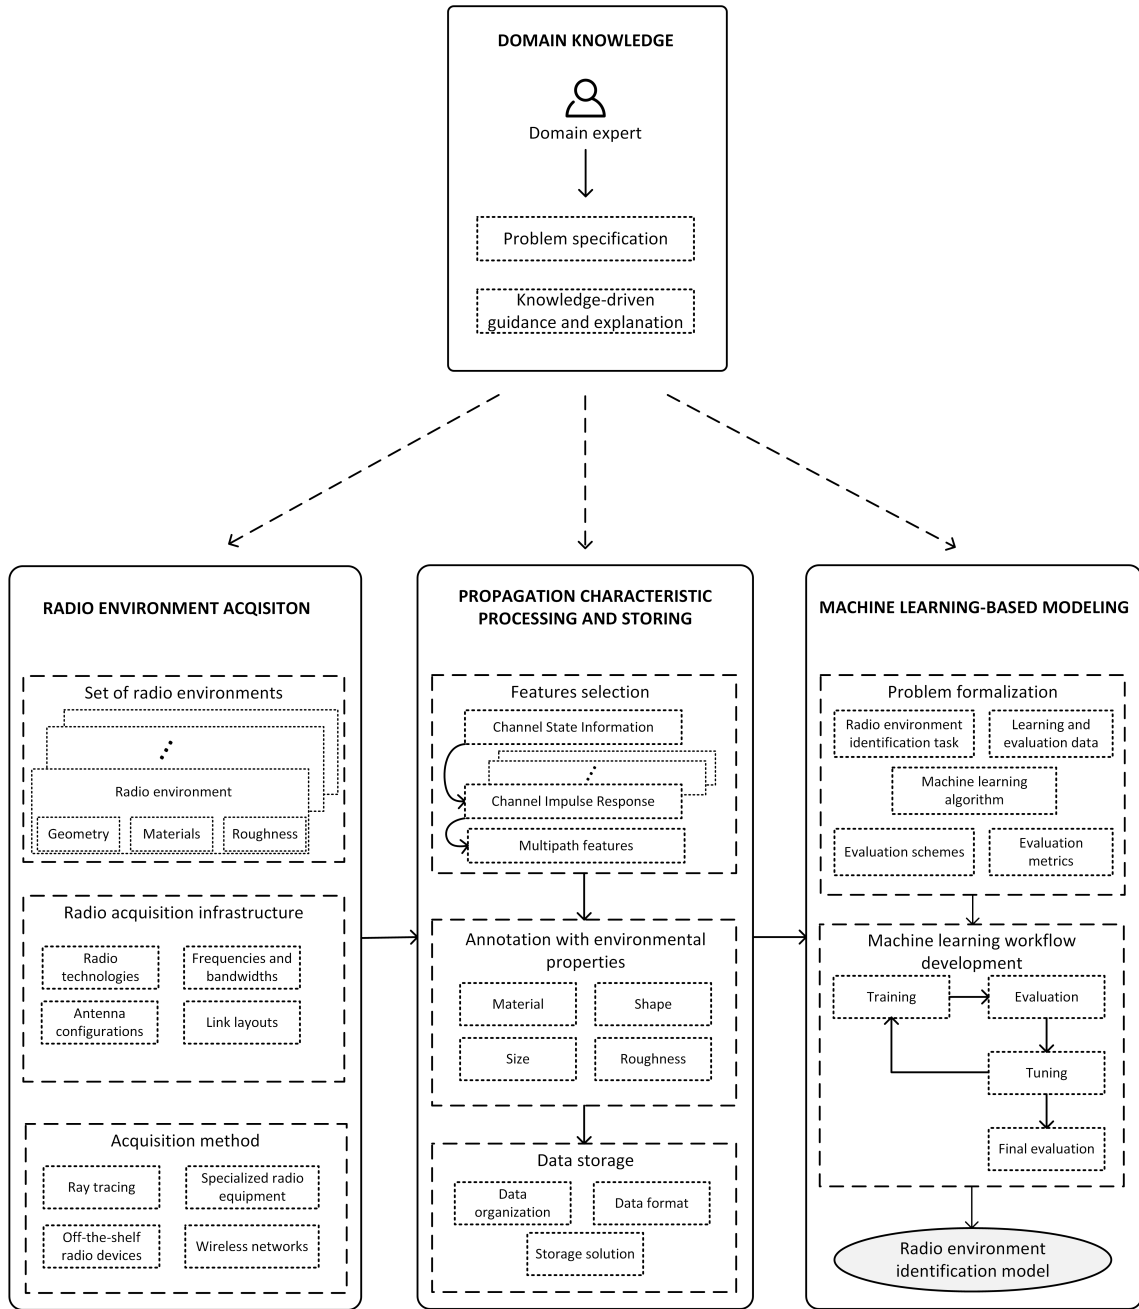 DOMAIN KNOWLEDGE
Domain expert
Problem specification
Knowledge-driven
guidance and explanation
RADIO ENVIRONMENT ACQISITON
Set of radio environments
Radio environment
Geometry
Materials
Roughness
Radio acquisition infrastructure
Radio
technologies
Frequencies and
bandwidths
Antenna
configurations
Link layouts
Acquisition method
Ray tracing
Specialized radio
equipment
Off-the-shelf
radio devices
Wireless networks
PROPAGATION CHARACTERISTIC
PROCESSING AND STORING
Features selection
Channel State Information
Channel Impulse Response
Multipath features
Annotation with environmental
properties
Material
Shape
Size
Roughness
Data storage
Data
organization
Data format
Storage solution
MACHINE LEARNING-BASED MODELING
Problem formalization
Radio environment
identification task
Learning and
evaluation data
Machine learning
algorithm
Evaluation schemes
Evaluation
metrics
Machine learning workflow
development
Training
Evaluation
Tuning
Final evaluation
Radio environment
identification model